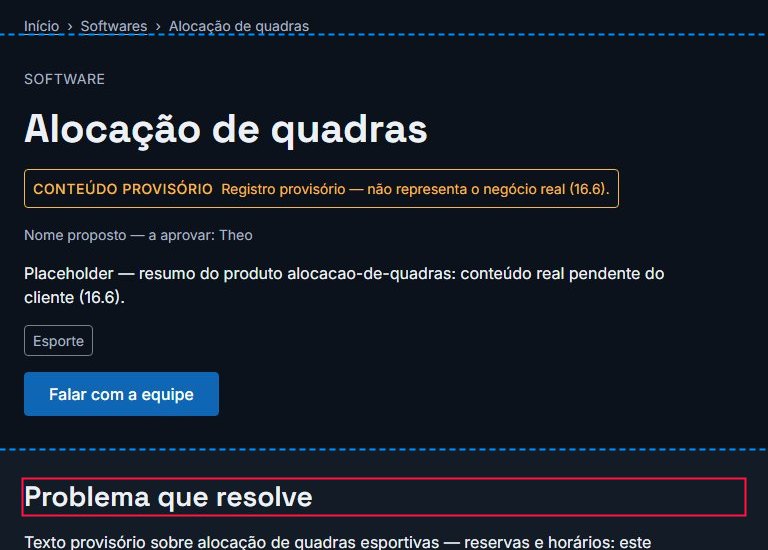 Início › Softwares › Alocação de quadras
SOFTWARE
Alocação de quadras
CONTEÚDO PROVISÓRIO Registro provisório — não representa o negócio real (16.6).
Nome proposto — a aprovar: Theo
Placeholder — resumo do produto alocacao-de-quadras: conteúdo real pendente do
cliente (16.6).
Esporte
Falar com a equipe
Problema que resolve
Texto provisório sobre alocação de quadras esportivas — reservas e horários: este